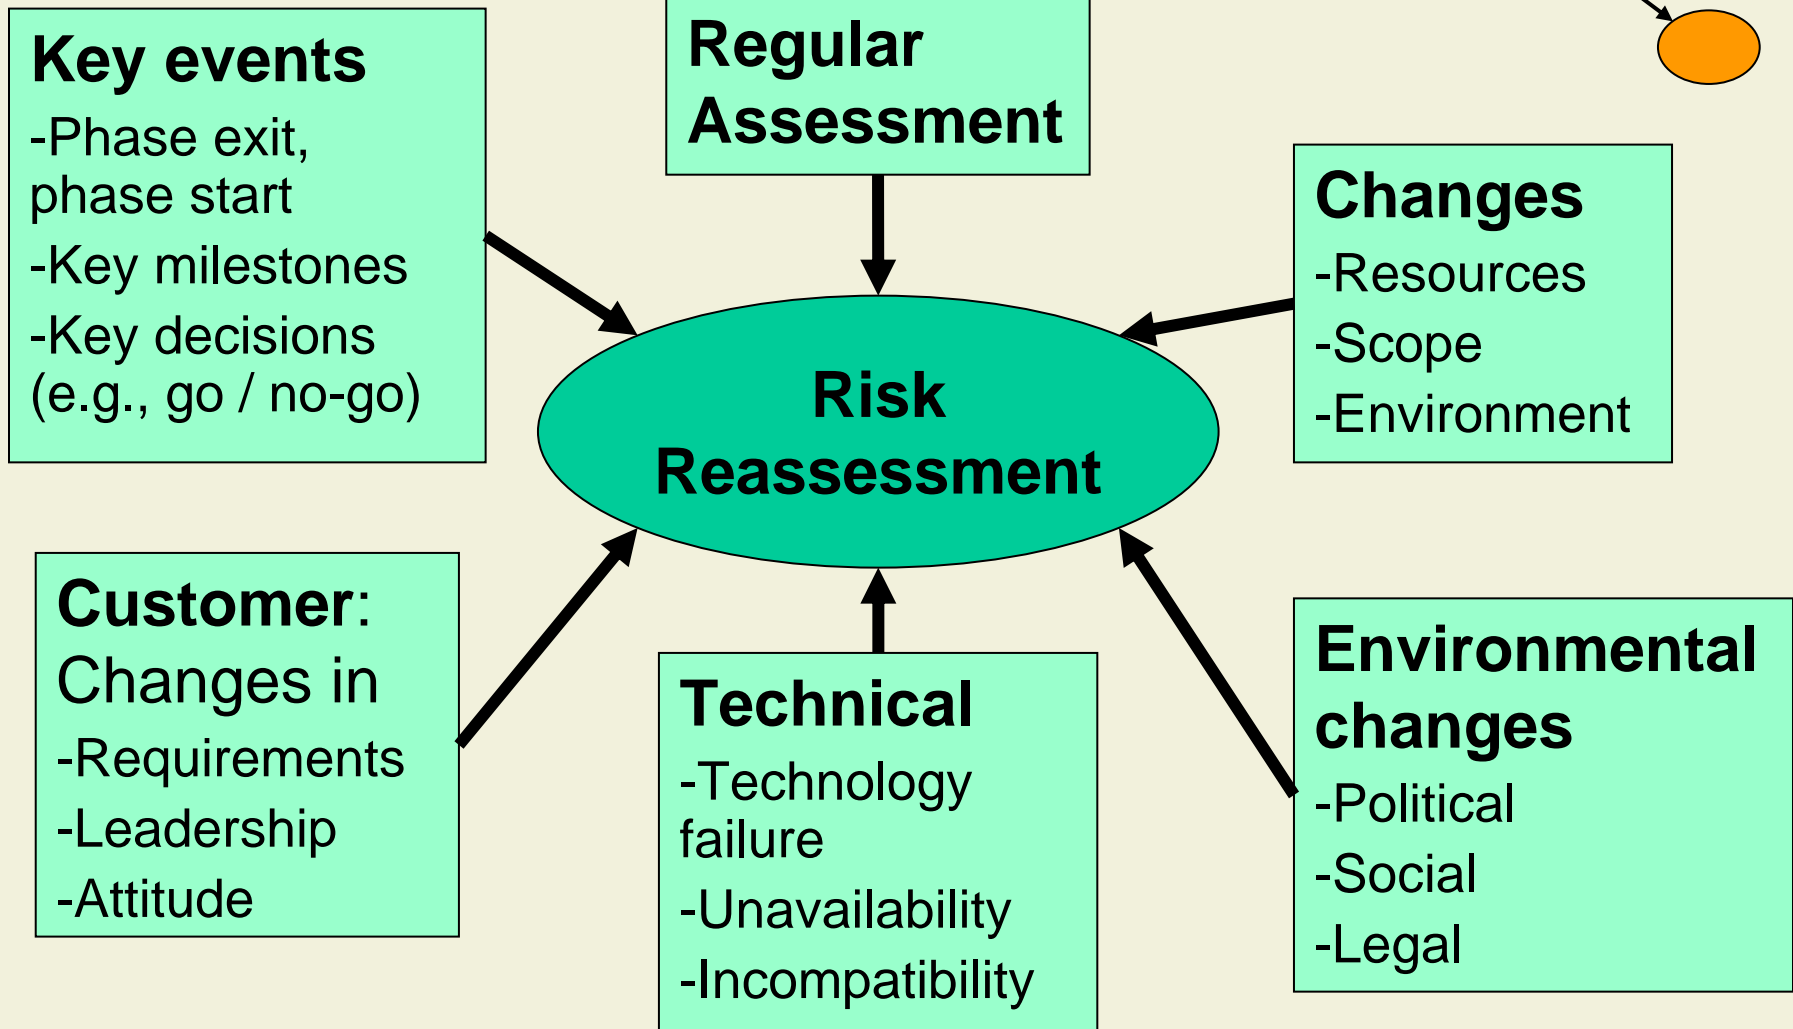 Key events
-Phase exit,
phase start
-Key milestones
-Key decisions
(e.g., go / no-go)
Regular
Assessment
Changes
-Resources
-Scope
-Environment
Risk
Reassessment
Customer:
Changes in
-Requirements
-Leadership
-Attitude
Technical
-Technology
failure
-Unavailability
-Incompatibility
Environmental
changes
-Political
-Social
-Legal